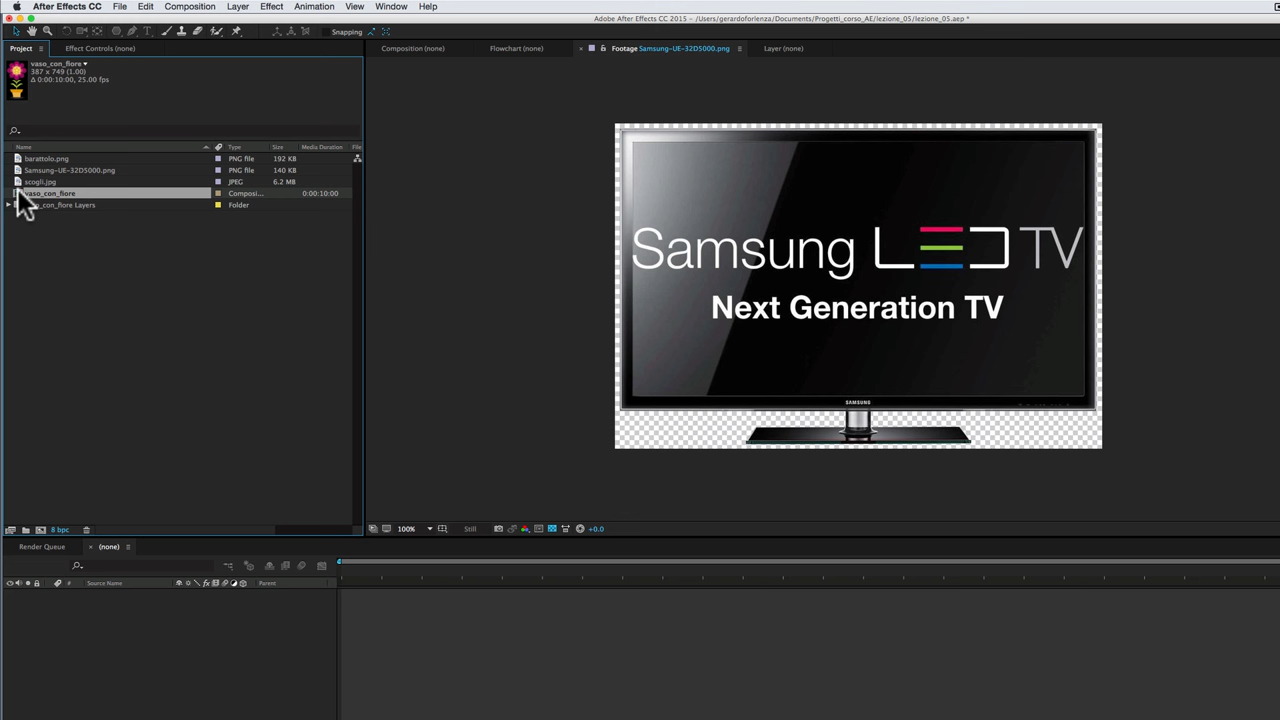 After Effects CC File Edit Composition Layer Effect Animation View Window Help
Adobe After Effects CC 2015 - /Users/gerardoforlenza/Documents/Progetti_corso_AE/lezione_05/lezione_05.aep *
Snapping
Project Effect Controls (none) Composition (none) Flowchart (none) Footage Samsung-UE-32D5000.png Layer (none)
vaso_con_fiore
387 x 749 (1.00)
Δ 0:00:10:00, 25.00 fps
Name Type Size Media Duration File
barattolo.png PNG file 192 KB
Samsung-UE-32D5000.png PNG file 140 KB
scogli.jpg JPEG 6.2 MB
vaso_con_fiore Composi... 0:00:10:00
_con_fiore Layers Folder
Samsung LED TV
Next Generation TV
SAMSUNG
8 bpc 100% Still +0.0
Render Queue (none)
# Source Name Parent